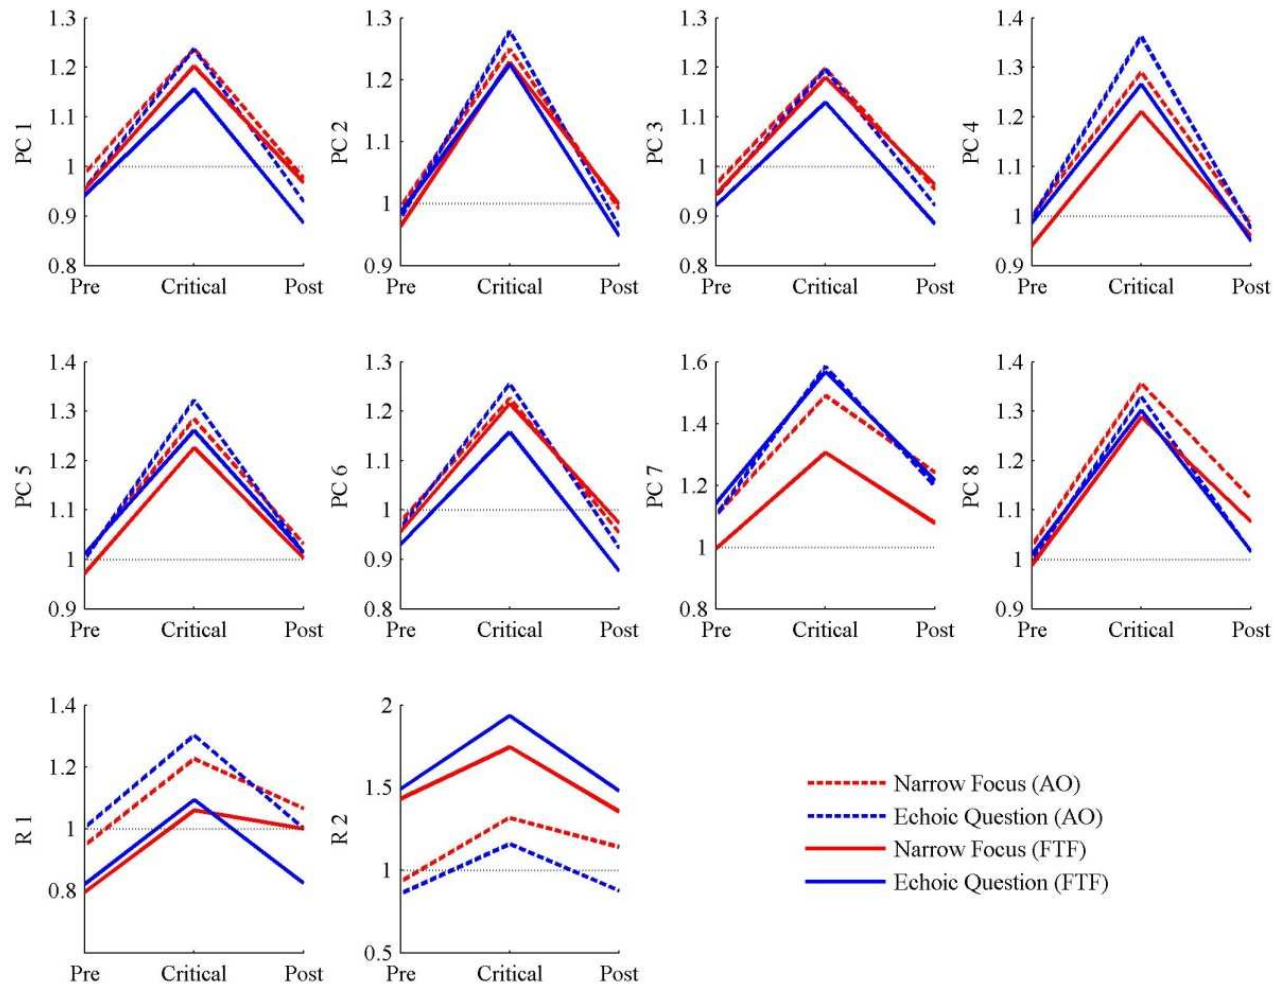 PC 1
1.3
1.2
1.1
1
0.9
0.8
Pre Critical Post
PC 2
1.3
1.2
1.1
1
0.9
Pre Critical Post
PC 3
1.3
1.2
1.1
1
0.9
0.8
Pre Critical Post
PC 4
1.4
1.3
1.2
1.1
1
0.9
Pre Critical Post
PC 5
1.4
1.3
1.2
1.1
1
0.9
Pre Critical Post
PC 6
1.3
1.2
1.1
1
0.9
0.8
Pre Critical Post
PC 7
1.6
1.4
1.2
1
0.8
Pre Critical Post
PC 8
1.4
1.3
1.2
1.1
1
0.9
Pre Critical Post
R 1
1.4
1.2
1
0.8
Pre Critical Post
R 2
2
1.5
1
0.5
Pre Critical Post
Narrow Focus (AO)
Echoic Question (AO)
Narrow Focus (FTF)
Echoic Question (FTF)